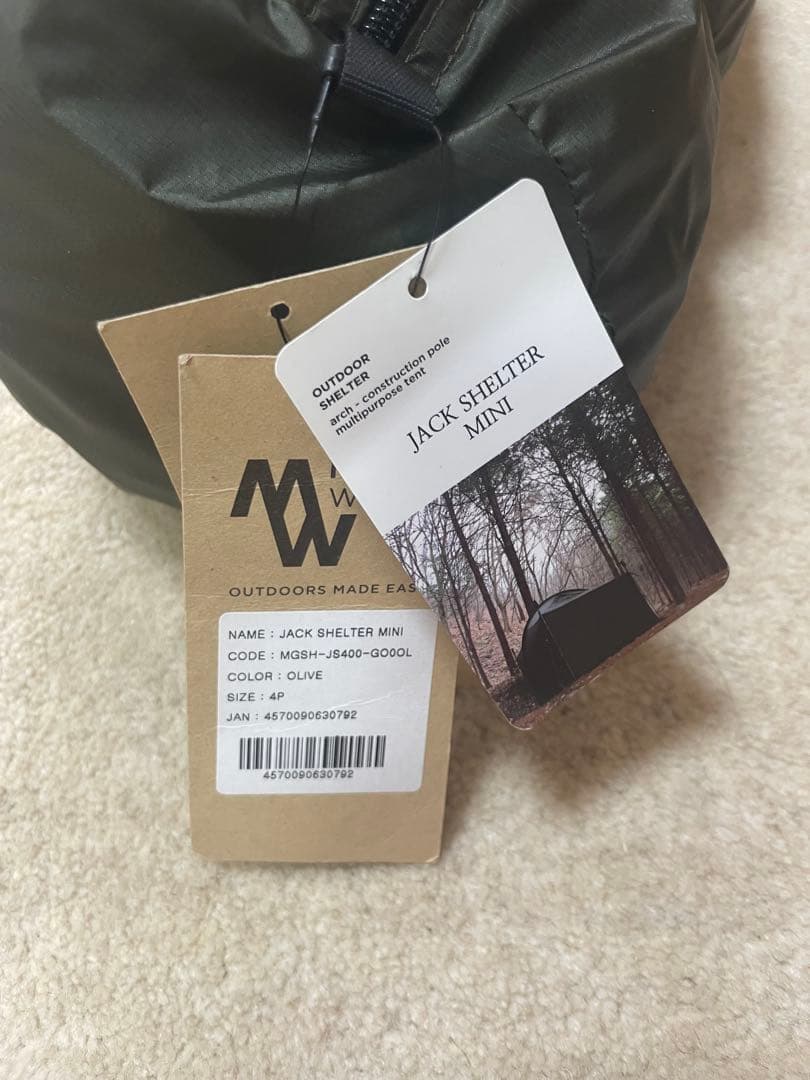 OUTDOOR
SHELTER
arch - construction pole
multipurpose tent
JACK SHELTER
MINI
MW
W
OUTDOORS MADE EAS
NAME : JACK SHELTER MINI
CODE : MGSH-JS400-GO0OL
COLOR : OLIVE
SIZE : 4P
JAN : 4570090630792
4570090630792